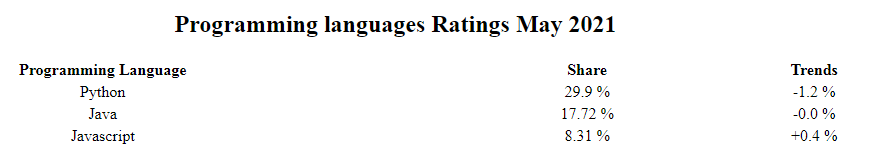 Programming languages Ratings May 2021
Programming Language Share Trends
Python 29.9 % -1.2 %
Java 17.72 % -0.0 %
Javascript 8.31 % +0.4 %